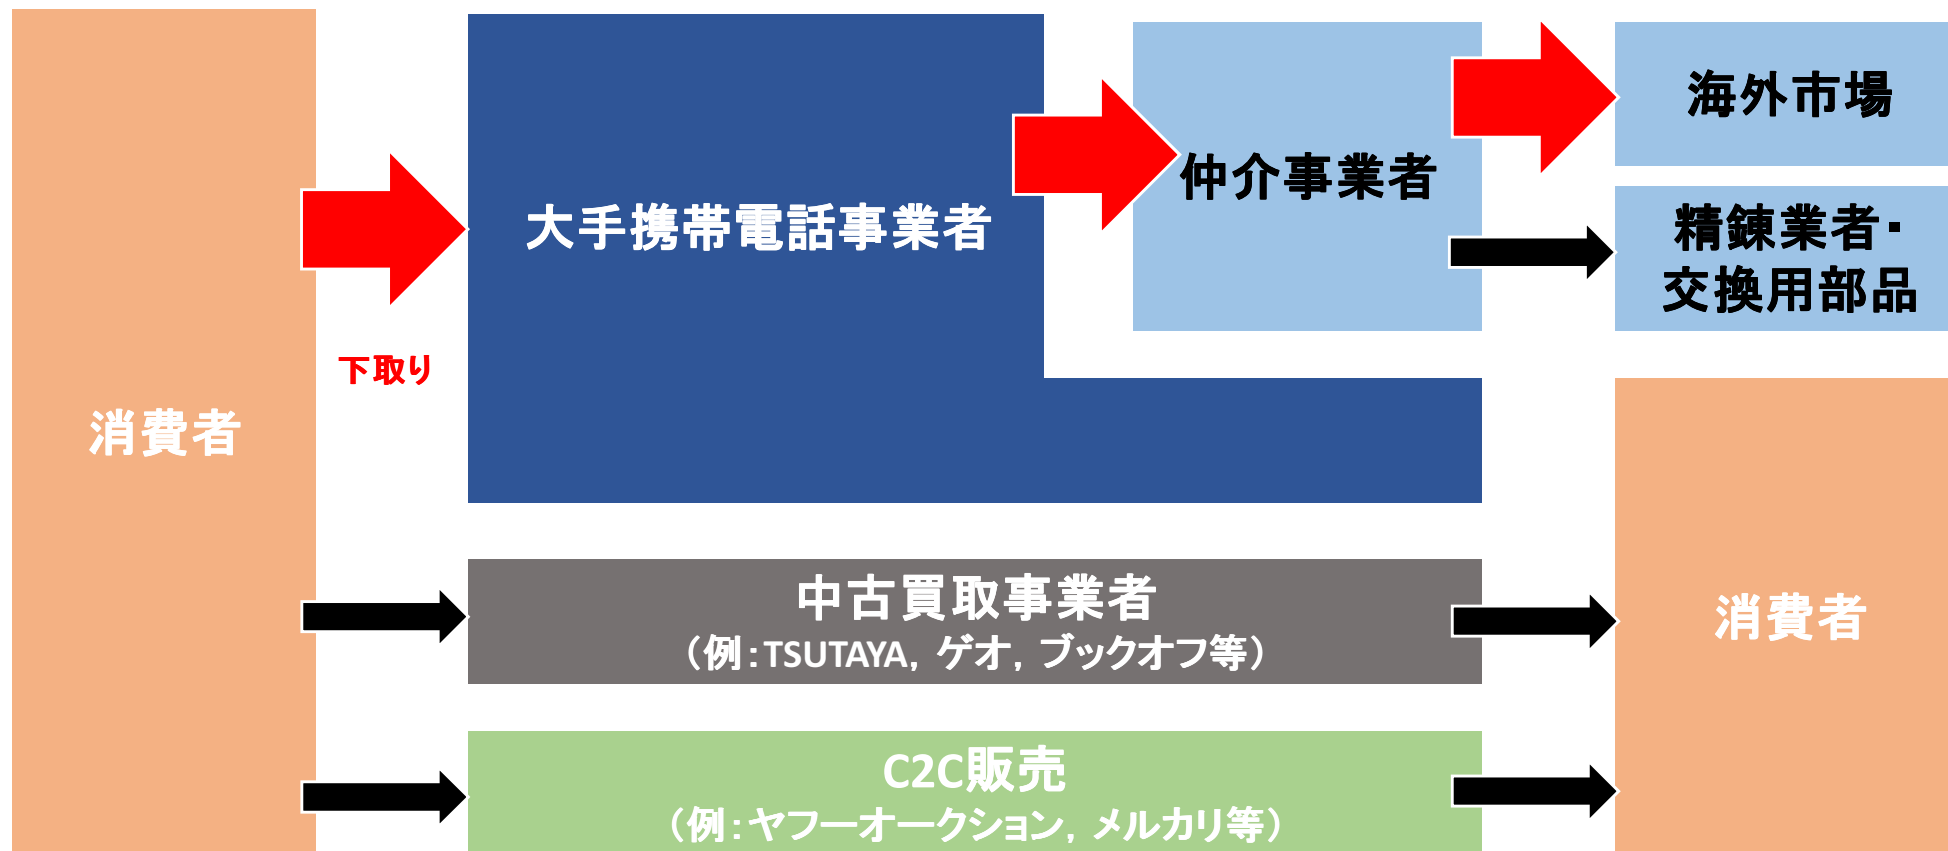 消費者
下取り
大手携帯電話事業者
仲介事業者
海外市場
精錬業者・
交換用部品
中古買取事業者
（例：TSUTAYA，ゲオ，ブックオフ等）
C2C販売
（例：ヤフーオークション，メルカリ等）
消費者